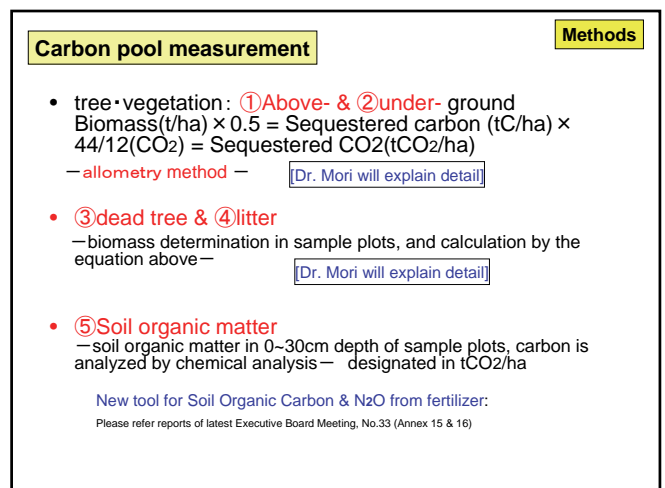 Methods
Carbon pool measurement
• tree・vegetation: ①Above- & ②under- ground
Biomass(t/ha) × 0.5 = Sequestered carbon (tC/ha) ×
44/12(CO2) = Sequestered CO2(tCO2/ha)
－allometry method－ [Dr. Mori will explain detail]
• ③dead tree & ④litter
－biomass determination in sample plots, and calculation by the
equation above－
[Dr. Mori will explain detail]
• ⑤Soil organic matter
－soil organic matter in 0~30cm depth of sample plots, carbon is
analyzed by chemical analysis－ designated in tCO2/ha
New tool for Soil Organic Carbon & N2O from fertilizer:
Please refer reports of latest Executive Board Meeting, No.33 (Annex 15 & 16)